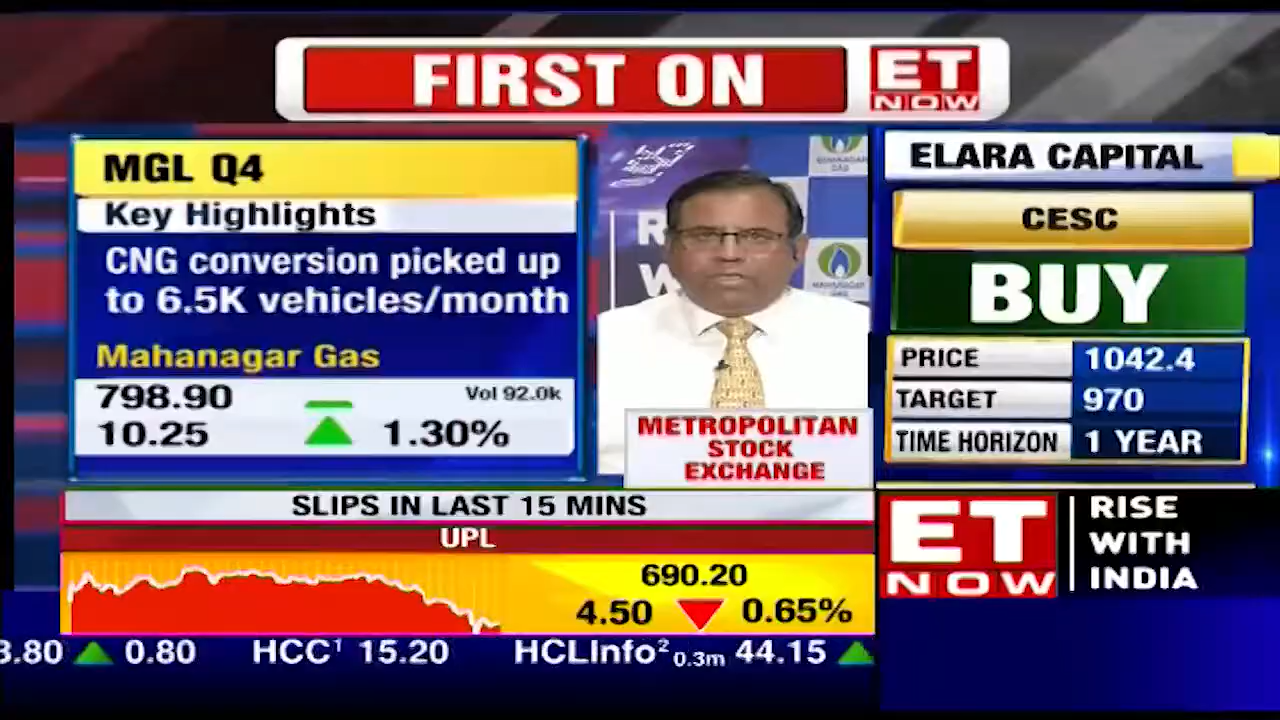 FIRST ON ET NOW
MGL Q4
Key Highlights
CNG conversion picked up
to 6.5K vehicles/month
Mahanagar Gas
798.90 Vol 92.0k
10.25 1.30%
MAHANAGAR
GAS
METROPOLITAN
STOCK
EXCHANGE
ELARA CAPITAL
CESC
BUY
PRICE 1042.4
TARGET 970
TIME HORIZON 1 YEAR
SLIPS IN LAST 15 MINS
UPL
690.20
4.50 0.65%
ET NOW
RISE
WITH
INDIA
3.80 0.80 HCC¹ 15.20 HCLInfo² 0.3m 44.15